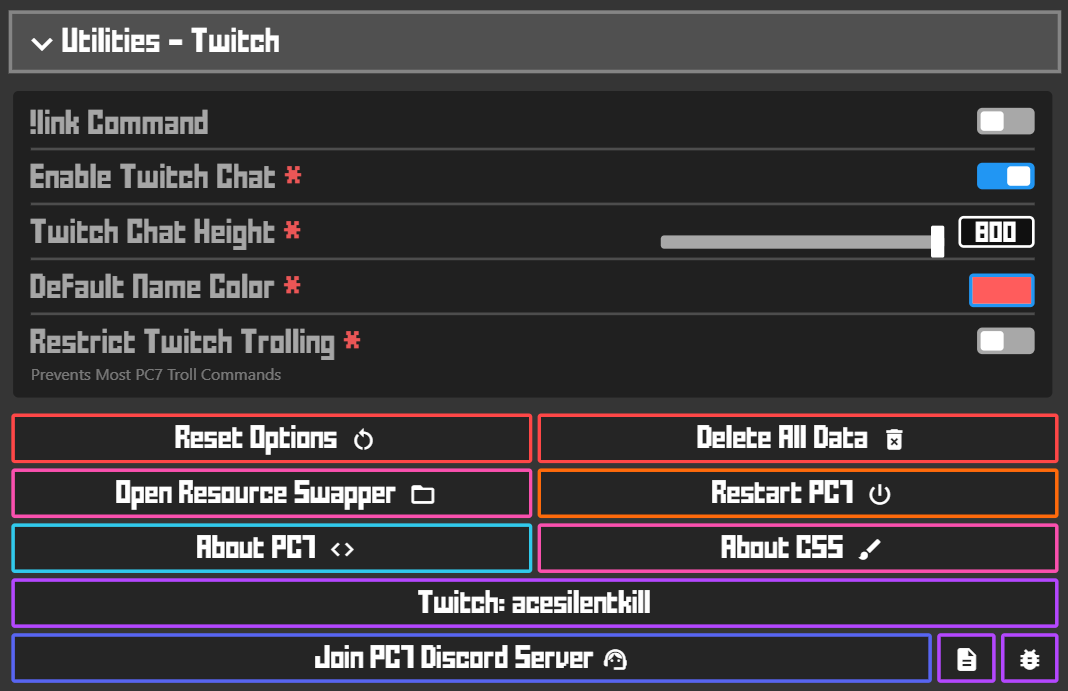 Utilities - Twitch
!link Command
Enable Twitch Chat *
Twitch Chat Height * 800
Default Name Color *
Restrict Twitch Trolling *
Prevents Most PC7 Troll Commands
Reset Options
Delete All Data
Open Resource Swapper
Restart PC7
About PC7
About CSS
Twitch: acesilentkill
Join PC7 Discord Server